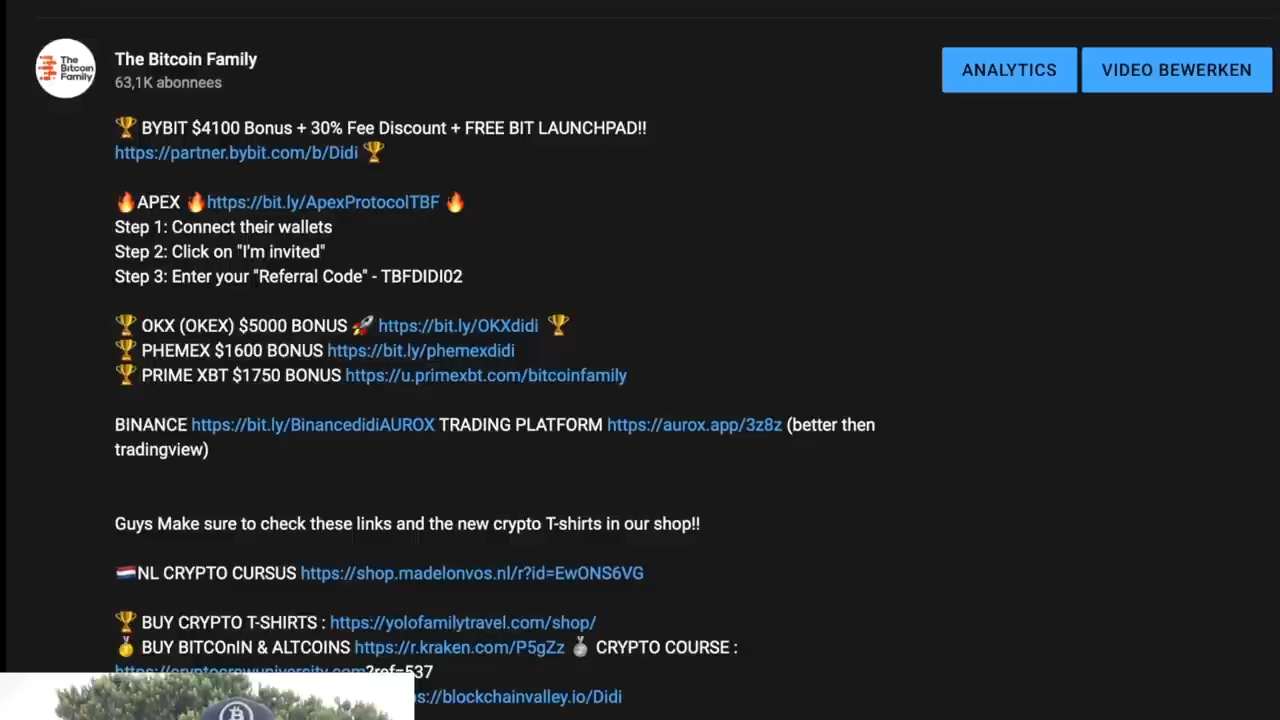 The Bitcoin Family
The Bitcoin Family
63,1K abonnees
ANALYTICS
VIDEO BEWERKEN
BYBIT $4100 Bonus + 30% Fee Discount + FREE BIT LAUNCHPAD!!
https://partner.bybit.com/b/Didi
APEX https://bit.ly/ApexProtocolTBF
Step 1: Connect their wallets
Step 2: Click on "I'm invited"
Step 3: Enter your "Referral Code" - TBFDIDI02
OKX (OKEX) $5000 BONUS https://bit.ly/OKXdidi
PHEMEX $1600 BONUS https://bit.ly/phemexdidi
PRIME XBT $1750 BONUS https://u.primexbt.com/bitcoinfamily
BINANCE https://bit.ly/BinancedidiAUROX TRADING PLATFORM https://aurox.app/3z8z (better then
tradingview)
Guys Make sure to check these links and the new crypto T-shirts in our shop!!
NL CRYPTO CURSUS https://shop.madelonvos.nl/r?id=EwONS6VG
BUY CRYPTO T-SHIRTS : https://yolofamilytravel.com/shop/
BUY BITCOnIN & ALTCOINS https://r.kraken.com/P5gZz CRYPTO COURSE :
https://cryptocrewuniversity.com?ref=537
s://blockchainvalley.io/Didi